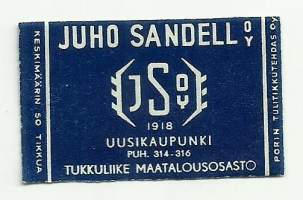 JUHO SANDELL OY
JSOY
1918
UUSIKAUPUNKI
PUH. 314-316
TUKKULIIKE MAATALOUSOSASTO
KESKIMÄÄRIN 50 TIKKUA
PORIN TULITIKKUTEHDAS OY